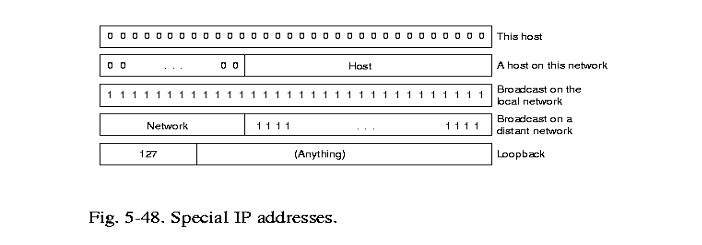 0 0 0 0 0 0 0 0 0 0 0 0 0 0 0 0 0 0 0 0 0 0 0 0 0 0 0 0 0 0 0 0 This host
0 0 . . . 0 0 Host A host on this network
1 1 1 1 1 1 1 1 1 1 1 1 1 1 1 1 1 1 1 1 1 1 1 1 1 1 1 1 1 1 1 1 Broadcast on the
local network
Network 1 1 1 1 . . . 1 1 1 1 Broadcast on a
distant network
127 (Anything) Loopback
Fig. 5-48. Special IP addresses.